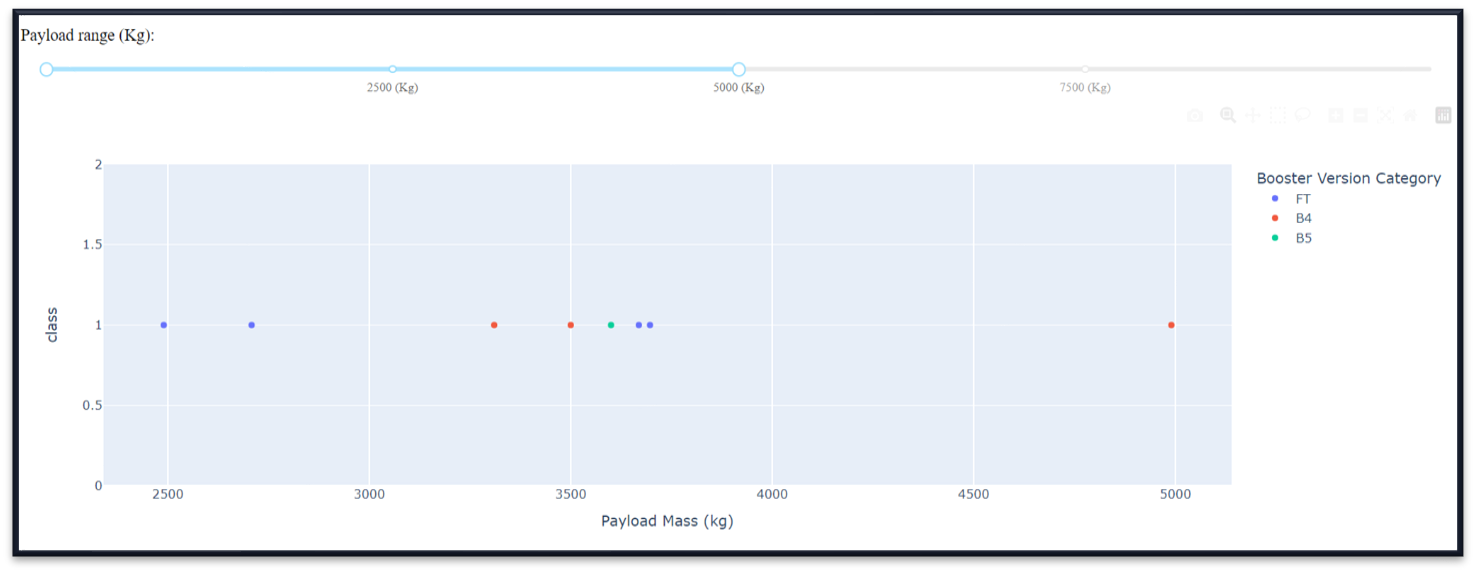 Payload range (Kg):
2500 (Kg) 5000 (Kg) 7500 (Kg)
2
Booster Version Category
FT
B4
B5
1.5
class
1
0.5
0
2500 3000 3500 4000 4500 5000
Payload Mass (kg)